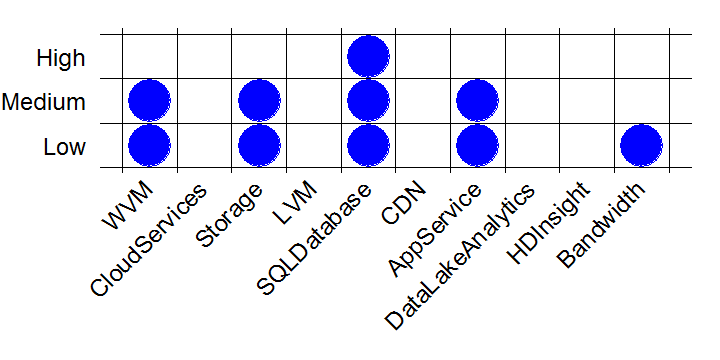 High
Medium
Low
WVM
CloudServices
Storage
LVM
SQLDatabase
CDN
AppService
DataLakeAnalytics
HDInsight
Bandwidth